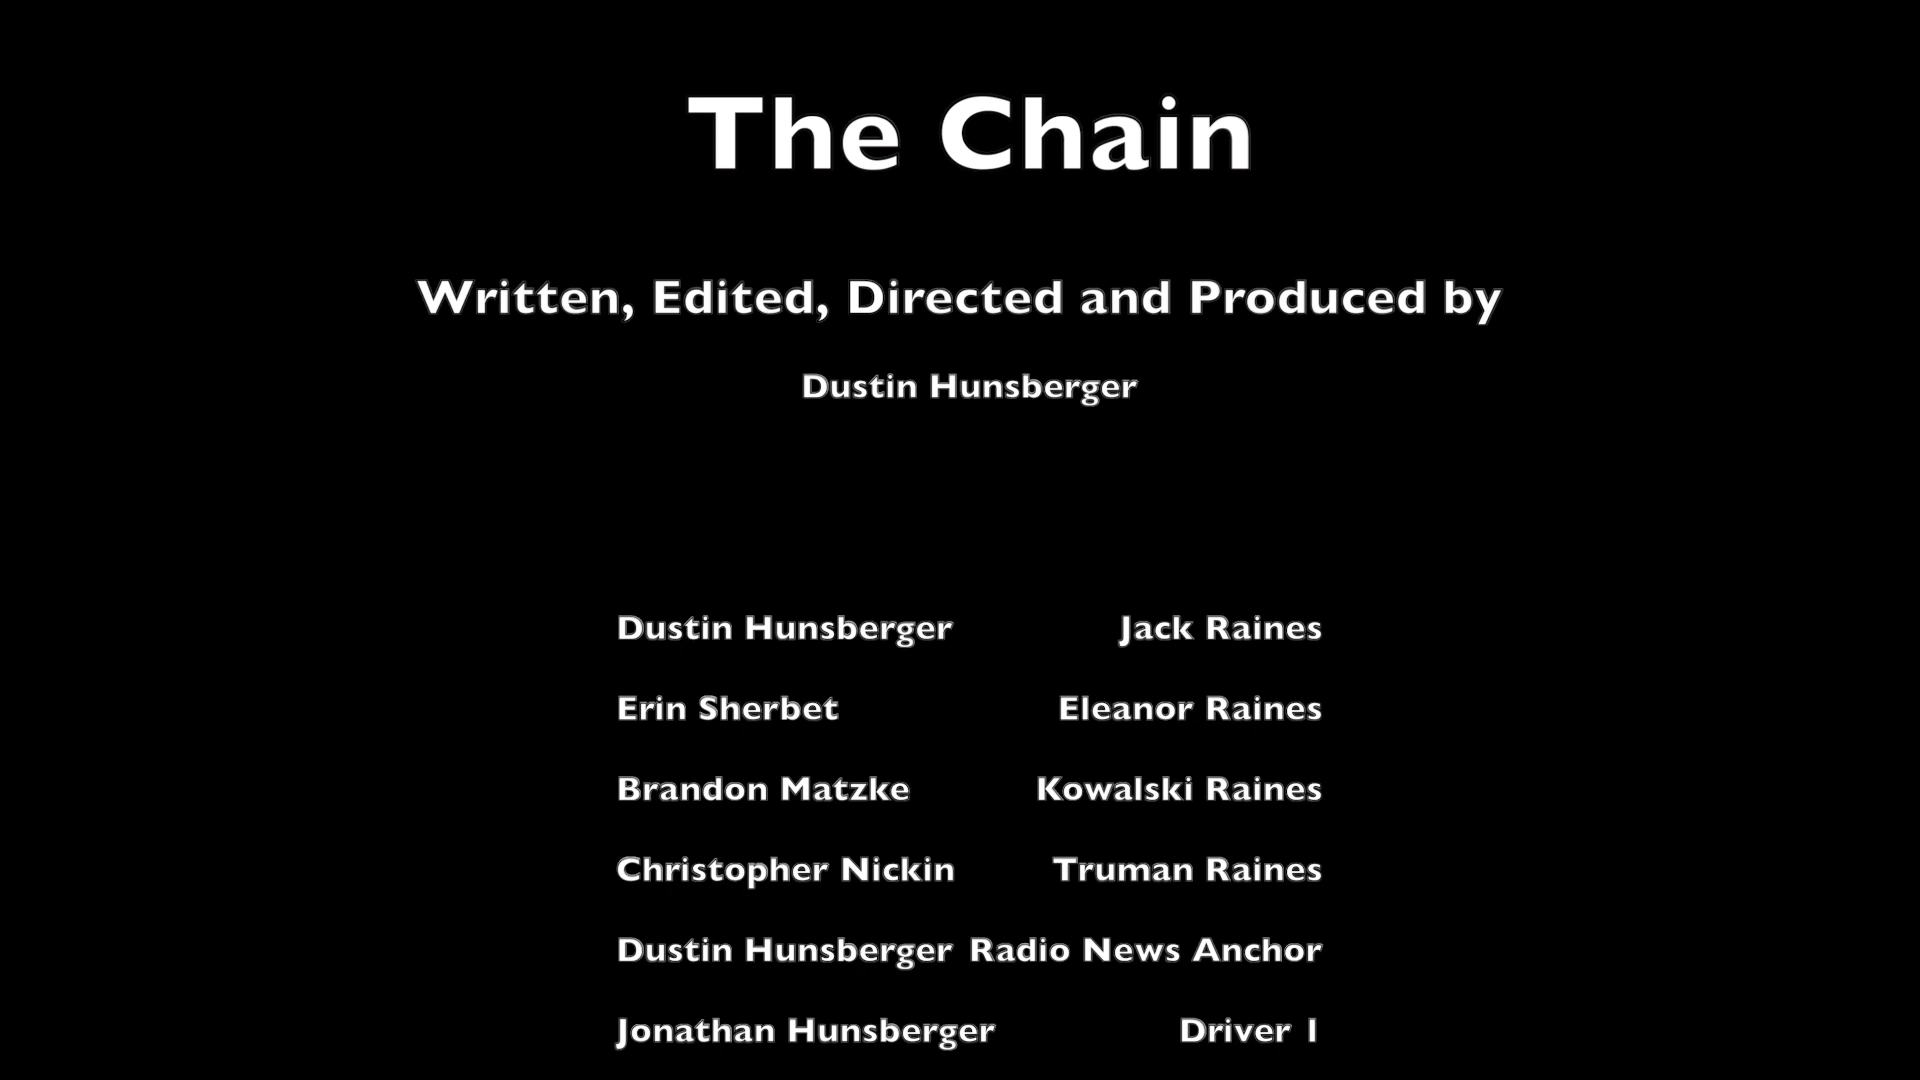 The Chain
Written, Edited, Directed and Produced by
Dustin Hunsberger
Dustin Hunsberger Jack Raines
Erin Sherbet Eleanor Raines
Brandon Matzke Kowalski Raines
Christopher Nickin Truman Raines
Dustin Hunsberger Radio News Anchor
Jonathan Hunsberger Driver 1